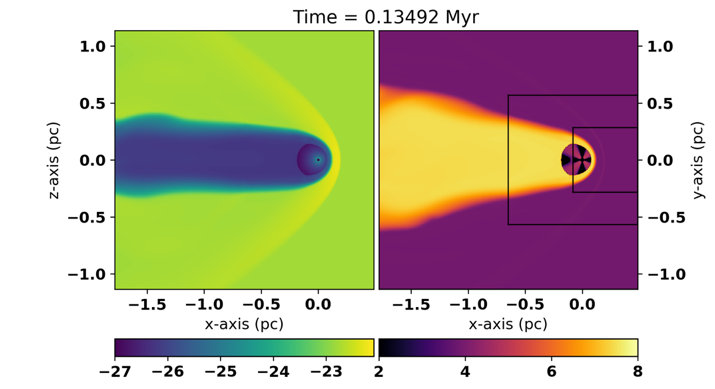 Time = 0.13492 Myr
1.0
0.5
0.0
−0.5
−1.0
z-axis (pc)
1.0
0.5
0.0
−0.5
−1.0
y-axis (pc)
−1.5 −1.0 −0.5 0.0
−1.5 −1.0 −0.5 0.0
x-axis (pc)
x-axis (pc)
−27 −26 −25 −24 −23
2 4 6 8